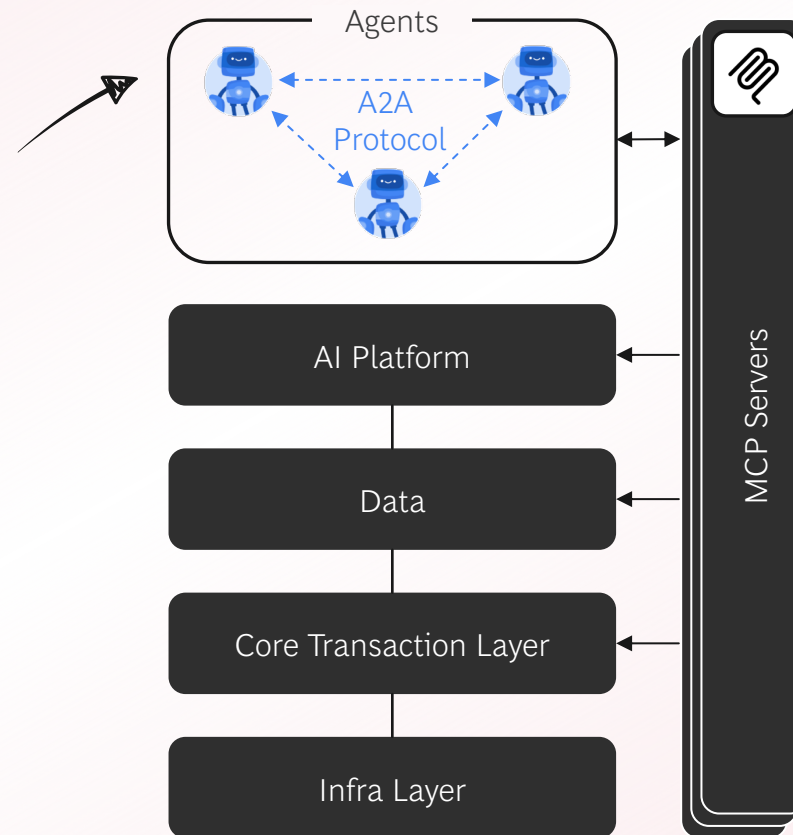 Agents
A2A
Protocol
AI Platform
Data
Core Transaction Layer
Infra Layer
MCP Servers